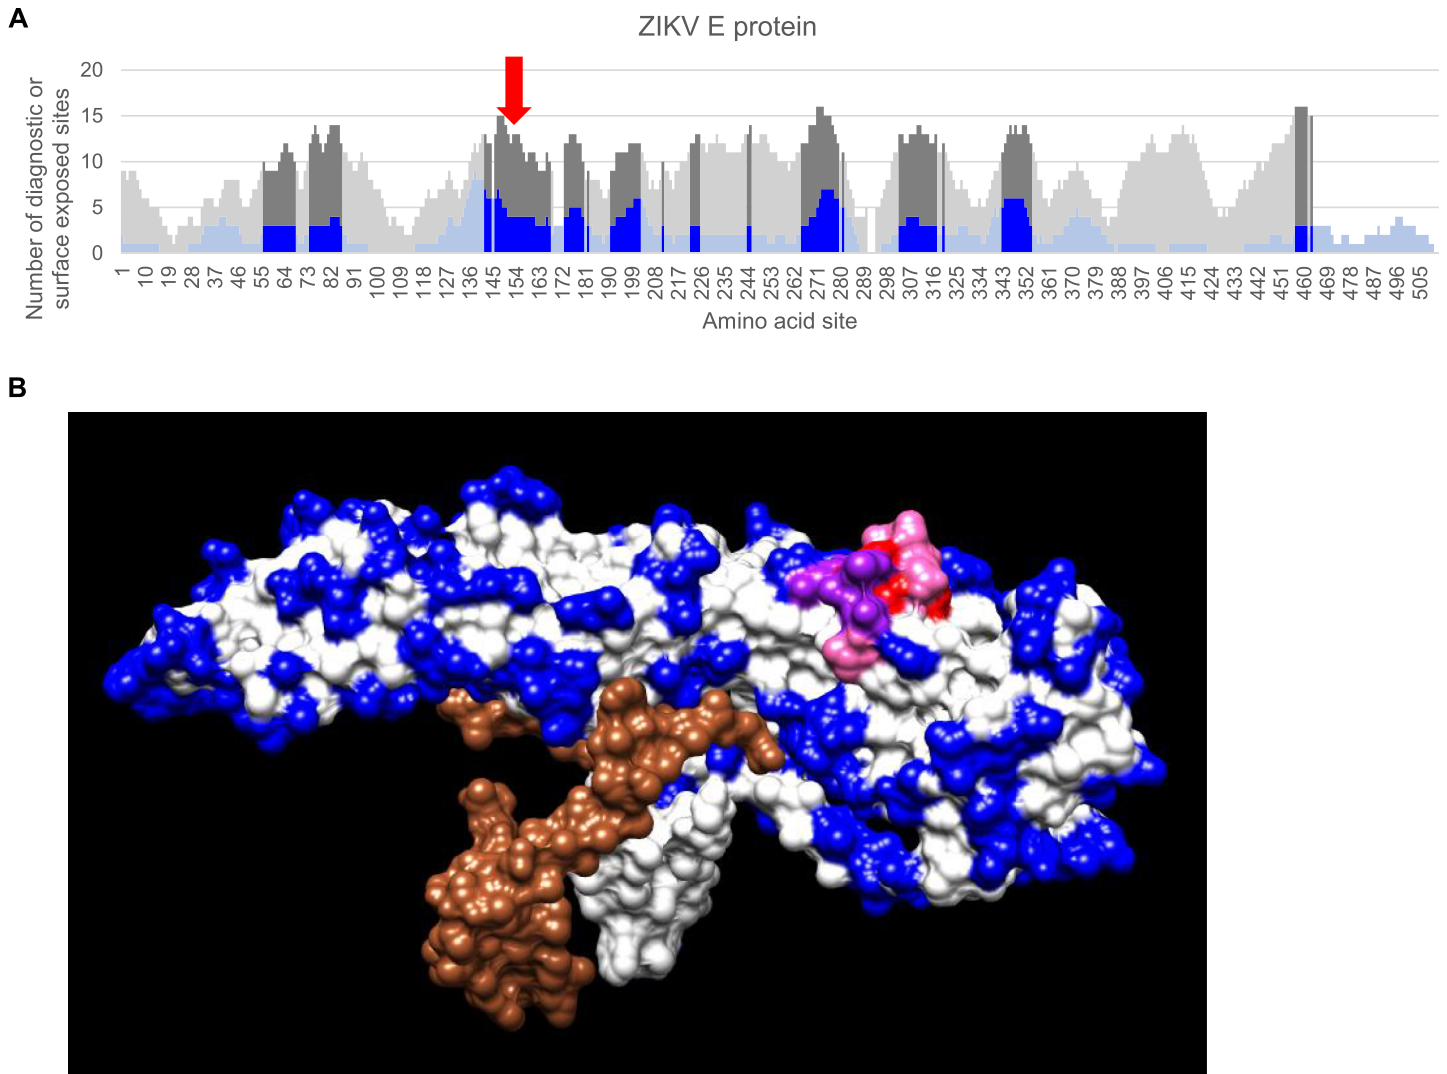 A
ZIKV E protein
Number of diagnostic or
surface exposed sites
20
15
10
5
0
1 10 19 28 37 46 55 64 73 82 91 100 109 118 127 136 145 154 163 172 181 190 199 208 217 226 235 244 253 262 271 280 289 298 307 316 325 334 343 352 361 370 379 388 397 406 415 424 433 442 451 460 469 478 487 496 505
Amino acid site
B